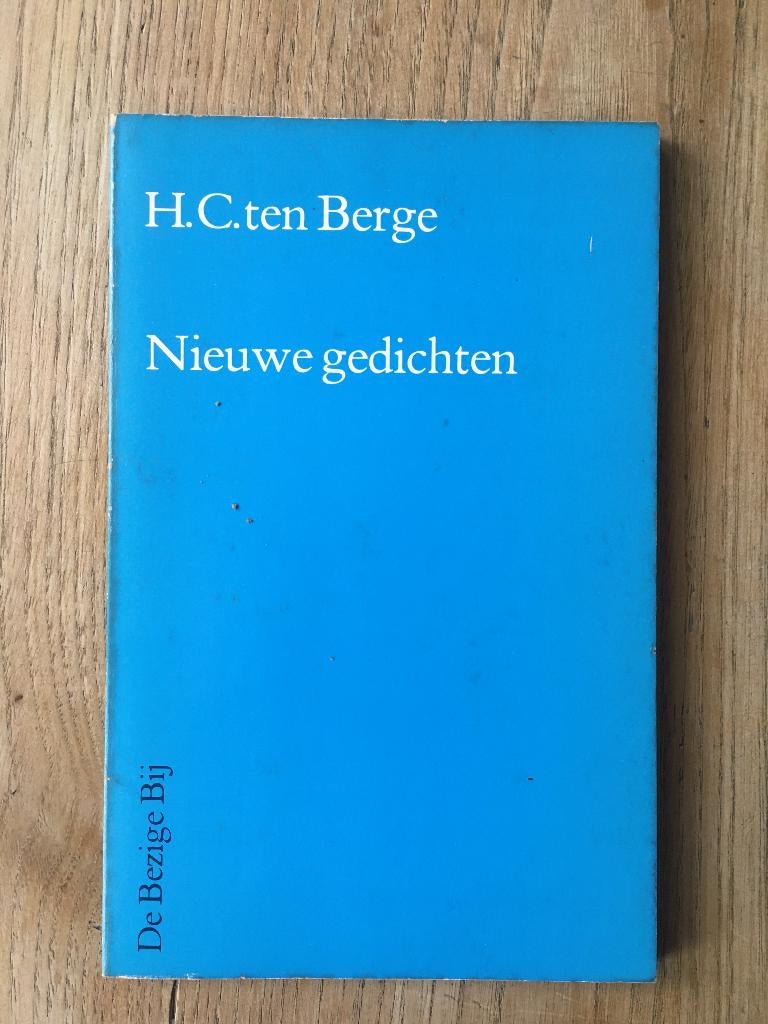 H.C. ten Berge
Nieuwe gedichten
De Bezige Bij